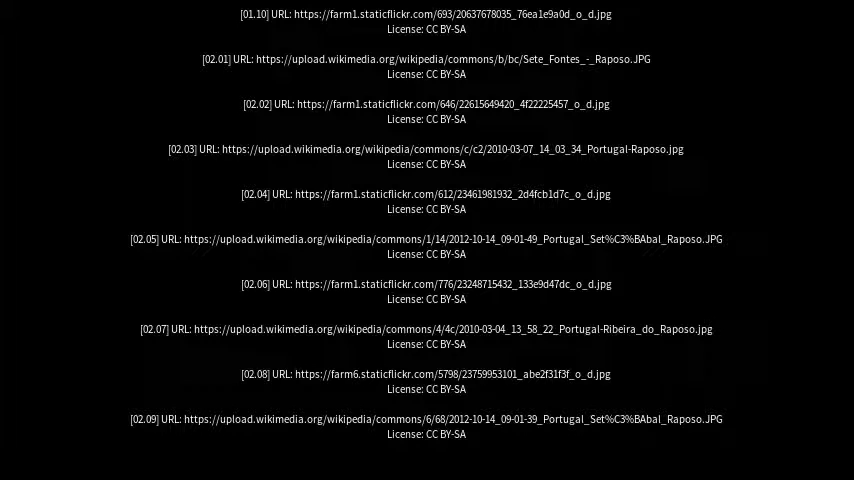 [01.10] URL: https://farm1.staticflickr.com/693/20637678035_76ea1e9a0d_o_d.jpg
License: CC BY-SA
[02.01] URL: https://upload.wikimedia.org/wikipedia/commons/b/bc/Sete_Fontes_-_Raposo.JPG
License: CC BY-SA
[02.02] URL: https://farm1.staticflickr.com/646/22615649420_4f22225457_o_d.jpg
License: CC BY-SA
[02.03] URL: https://upload.wikimedia.org/wikipedia/commons/c/c2/2010-03-07_14_03_34_Portugal-Raposo.jpg
License: CC BY-SA
[02.04] URL: https://farm1.staticflickr.com/612/23461981932_2d4fcb1d7c_o_d.jpg
License: CC BY-SA
[02.05] URL: https://upload.wikimedia.org/wikipedia/commons/1/14/2012-10-14_09-01-49_Portugal_Set%C3%BAbal_Raposo.JPG
License: CC BY-SA
[02.06] URL: https://farm1.staticflickr.com/776/23248715432_133e9d47dc_o_d.jpg
License: CC BY-SA
[02.07] URL: https://upload.wikimedia.org/wikipedia/commons/4/4c/2010-03-04_13_58_22_Portugal-Ribeira_do_Raposo.jpg
License: CC BY-SA
[02.08] URL: https://farm6.staticflickr.com/5798/23759953101_abe2f31f3f_o_d.jpg
License: CC BY-SA
[02.09] URL: https://upload.wikimedia.org/wikipedia/commons/6/68/2012-10-14_09-01-39_Portugal_Set%C3%BAbal_Raposo.JPG
License: CC BY-SA